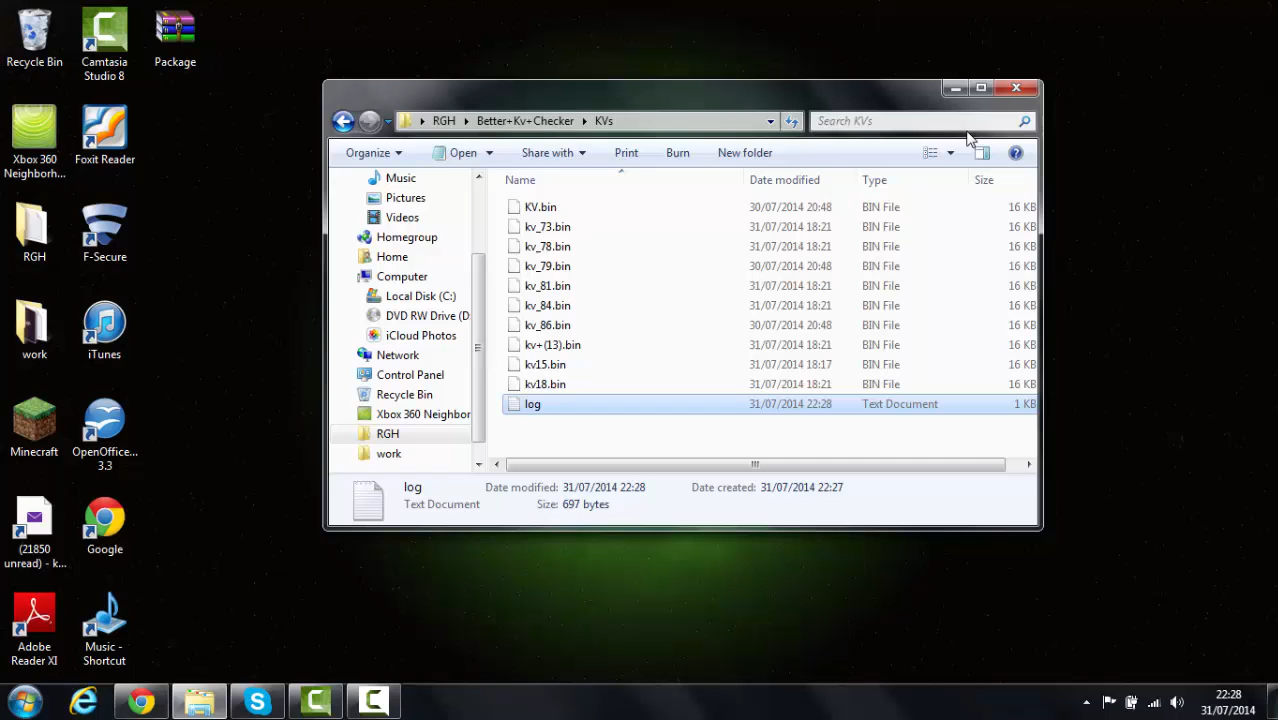 Recycle Bin
Camtasia
Studio 8
Package
Xbox 360
Neighborh...
Foxit Reader
RGH
F-Secure
work
iTunes
Minecraft
OpenOffice...
3.3
(21850
unread) - k...
Google
Adobe
Reader XI
Music -
Shortcut
RGH Better+Kv+Checker KVs
Search KVs
Organize Open Share with Print Burn New folder
Name Date modified Type Size
Music
Pictures
Videos
Homegroup
Home
Computer
Local Disk (C:)
DVD RW Drive (D:
iCloud Photos
Network
Control Panel
Recycle Bin
Xbox 360 Neighbor
RGH
work
KV.bin 30/07/2014 20:48 BIN File 16 KB
kv_73.bin 31/07/2014 18:21 BIN File 16 KB
kv_78.bin 31/07/2014 18:21 BIN File 16 KB
kv_79.bin 30/07/2014 20:48 BIN File 16 KB
kv_81.bin 31/07/2014 18:21 BIN File 16 KB
kv_84.bin 31/07/2014 18:21 BIN File 16 KB
kv_86.bin 30/07/2014 20:48 BIN File 16 KB
kv+(13).bin 31/07/2014 18:21 BIN File 16 KB
kv15.bin 31/07/2014 18:17 BIN File 16 KB
kv18.bin 31/07/2014 18:21 BIN File 16 KB
log 31/07/2014 22:28 Text Document 1 KB
log Date modified: 31/07/2014 22:28 Date created: 31/07/2014 22:27
Text Document Size: 697 bytes
22:28
31/07/2014